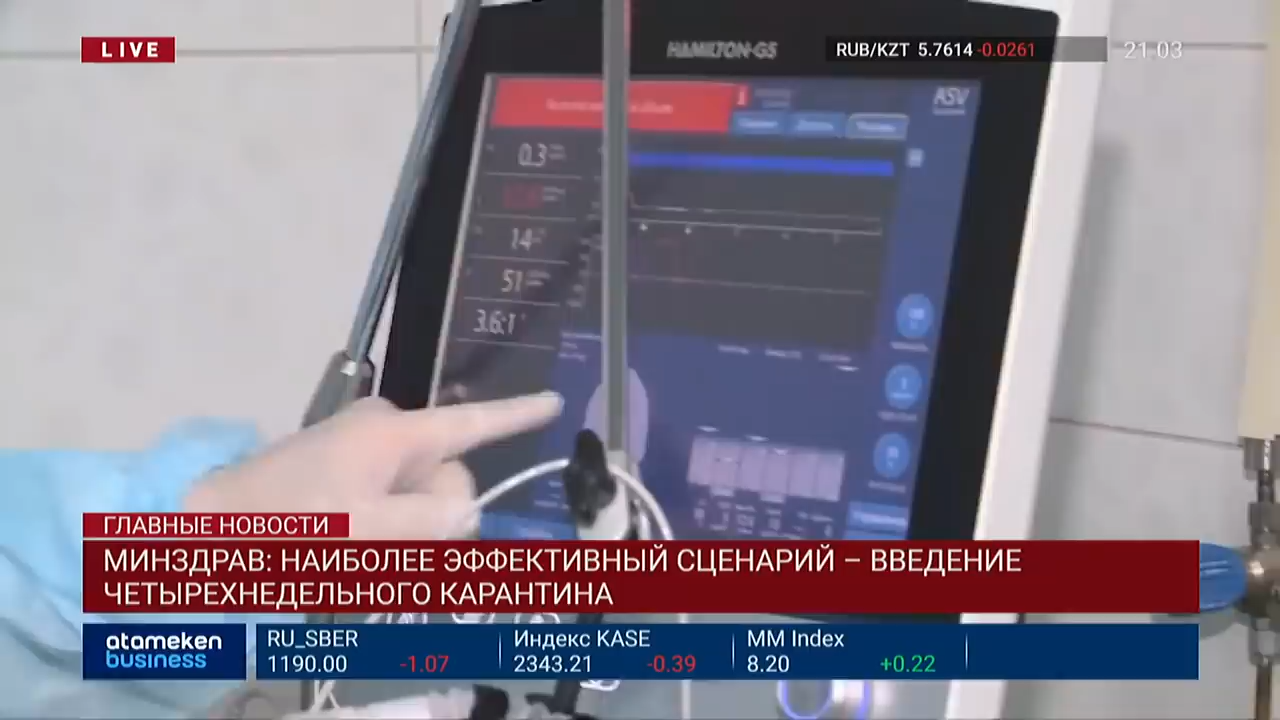 LIVE
HAMILTON-G5
RUB/KZT 5.7614 -0.0261
21:03
ASV
0.3
14
51
3.6:1
ГЛАВНЫЕ НОВОСТИ
МИНЗДРАВ: НАИБОЛЕЕ ЭФФЕКТИВНЫЙ СЦЕНАРИЙ – ВВЕДЕНИЕ
ЧЕТЫРЕХНЕДЕЛЬНОГО КАРАНТИНА
atameken
business
RU_SBER
1190.00 -1.07
Индекс KASE
2343.21 -0.39
MM Index
8.20 +0.22